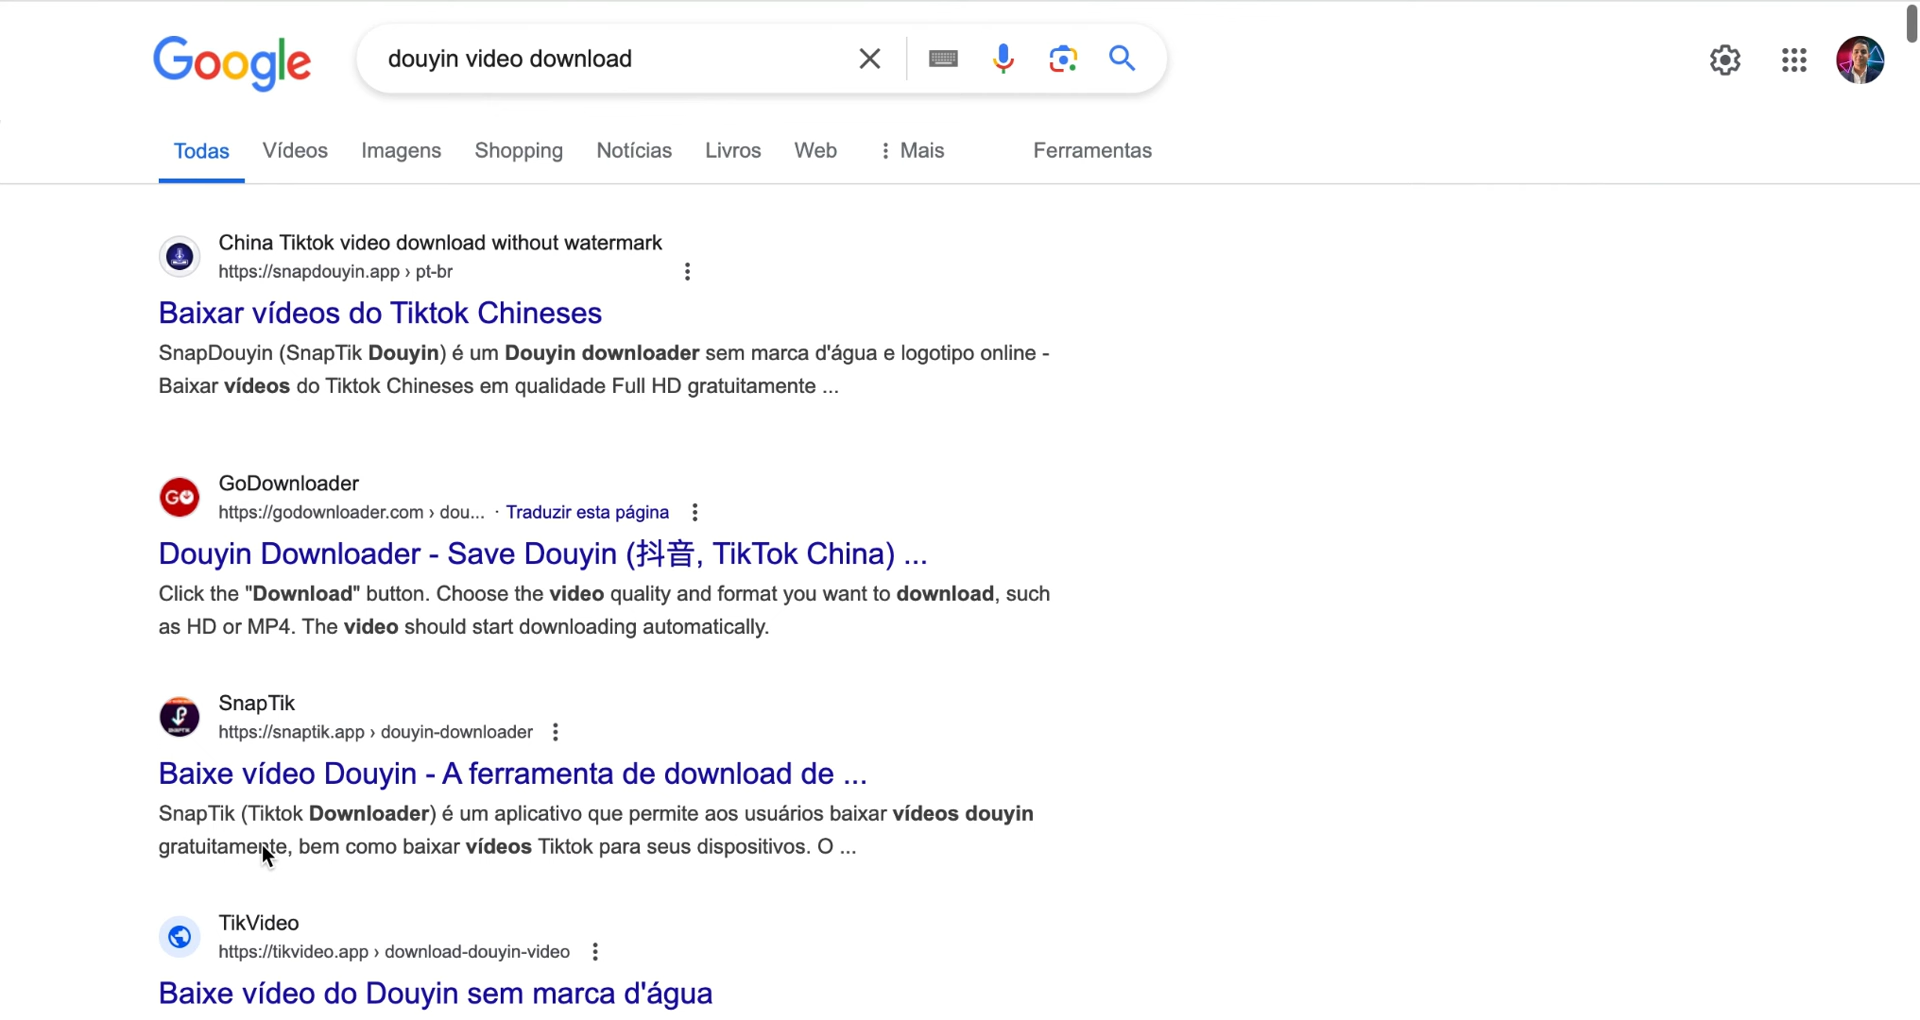 Google
douyin video download
Todas Vídeos Imagens Shopping Notícias Livros Web Mais Ferramentas
China Tiktok video download without watermark
https://snapdouyin.app › pt-br
Baixar vídeos do Tiktok Chineses
SnapDouyin (SnapTik Douyin) é um Douyin downloader sem marca d'água e logotipo online -
Baixar vídeos do Tiktok Chineses em qualidade Full HD gratuitamente ...
GO
GoDownloader
https://godownloader.com › dou... · Traduzir esta página
Douyin Downloader - Save Douyin (抖音, TikTok China) ...
Click the "Download" button. Choose the video quality and format you want to download, such
as HD or MP4. The video should start downloading automatically.
SnapTik
https://snaptik.app › douyin-downloader
Baixe vídeo Douyin - A ferramenta de download de ...
SnapTik (Tiktok Downloader) é um aplicativo que permite aos usuários baixar vídeos douyin
gratuitamente, bem como baixar vídeos Tiktok para seus dispositivos. O ...
TikVideo
https://tikvideo.app › download-douyin-video
Baixe vídeo do Douyin sem marca d'água